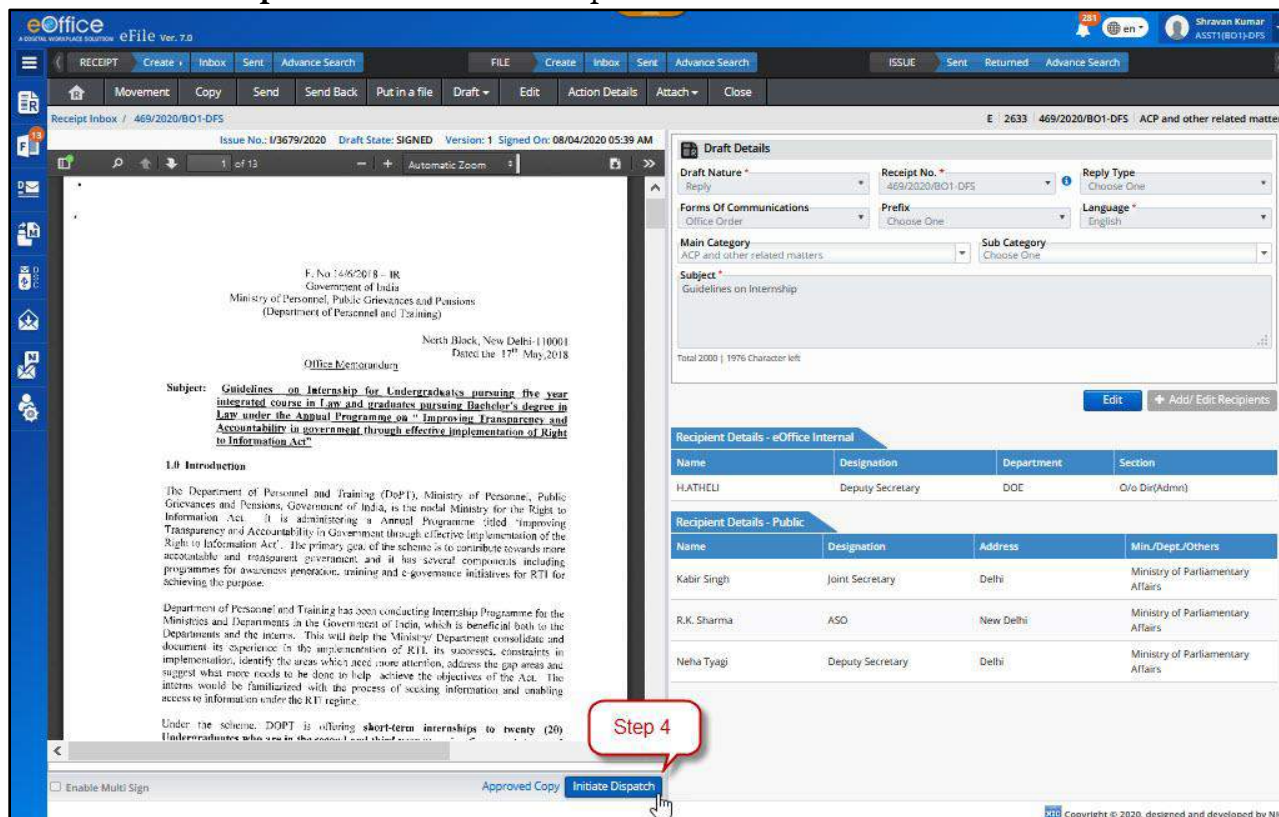 eOffice
A DIGITAL WORKPLACE SOLUTION
eFile Ver. 7.0
281
en
Shravan Kumar
ASST1(BO1)-DFS
RECEIPT Create Inbox Sent Advance Search FILE Create Inbox Sent Advance Search ISSUE Sent Returned Advance Search
Movement Copy Send Send Back Put in a file Draft Edit Action Details Attach Close
Receipt Inbox / 469/2020/BO1-DFS
E 2633 469/2020/BO1-DFS ACP and other related matte
13
DSC
Issue No.: I/3679/2020 Draft State: SIGNED Version: 1 Signed On: 08/04/2020 05:39 AM
1 of 13 Automatic Zoom
F. No 14/6/2018 – IR
Government of India
Ministry of Personnel, Public Grievances and Pensions
(Department of Personnel and Training)
North Block, New Delhi-110001
Dated the 17th May,2018
Office Memorandum
Subject: Guidelines on Internship for Undergraduates pursuing five year
integrated course in Law and graduates pursuing Bachelor's degree in
Law under the Annual Programme on " Improving Transparency and
Accountability in government through effective implementation of Right
to Information Act"
1.0 Introduction
The Department of Personnel and Training (DoPT), Ministry of Personnel, Public
Grievances and Pensions, Government of India, is the nodal Ministry for the Right to
Information Act. It is administering a Annual Programme titled 'Improving
Transparency and Accountability in Government through effective Implementation of the
Right to Information Act'. The primary goal of the scheme is to contribute towards more
accountable and transparent government and it has several components including
programmes for awareness generation, training and e-governance initiatives for RTI for
achieving the purpose.
Department of Personnel and Training has been conducting Internship Programme for the
Ministries and Departments in the Government of India, which is beneficial both to the
Departments and the interns. This will help the Ministry/ Department consolidate and
document its experience in the implementation of RTI, its successes, constraints in
implementation, identify the areas which need more attention, address the gap areas and
suggest what more needs to be done to help achieve the objectives of the Act. The
interns would be familiarized with the process of seeking information and enabling
access to information under the RTI regime.
Under the scheme. DOPT is offering short-term internships to twenty (20)
Undergraduates who are in the second and third year
Enable Multi Sign
Approved Copy
Initiate Dispatch
Step 4
Draft Details
Draft Nature * Receipt No. * Reply Type
Reply 469/2020/BO1-DFS Choose One
Forms Of Communications Prefix Language *
Office Order Choose One English
Main Category Sub Category
ACP and other related matters Choose One
Subject *
Guidelines on Internship
Total 2000 | 1976 Character left
Edit + Add/ Edit Recipients
Recipient Details - eOffice Internal
Name Designation Department Section
H.ATHELI Deputy Secretary DOE O/o Dir(Admn)
Recipient Details - Public
Name Designation Address Min./Dept./Others
Kabir Singh Joint Secretary Delhi Ministry of Parliamentary
Affairs
R.K. Sharma ASO New Delhi Ministry of Parliamentary
Affairs
Neha Tyagi Deputy Secretary Delhi Ministry of Parliamentary
Affairs
Copyright © 2020, designed and developed by NI